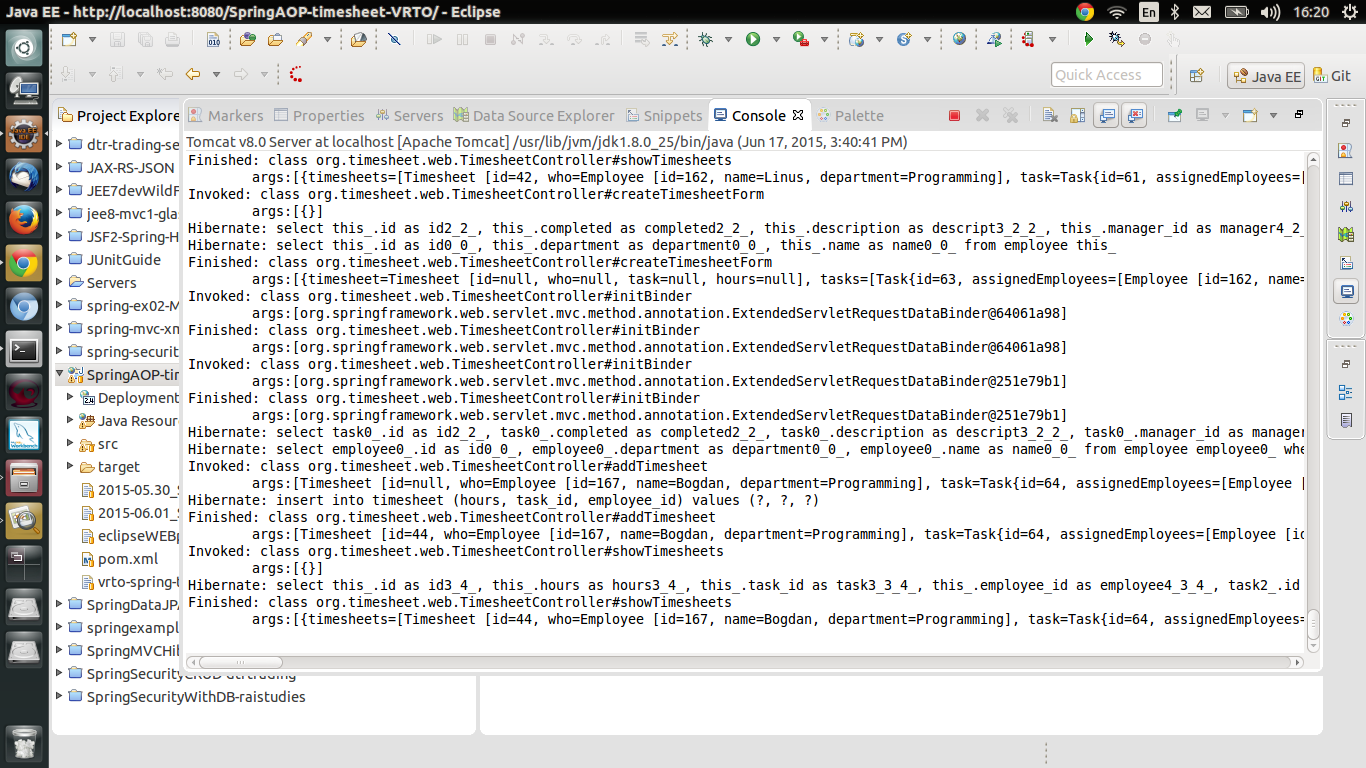 Java EE - http://localhost:8080/SpringAOP-timesheet-VRTO/ - Eclipse
En
16:20
Quick Access
Java EE
Git
Project Explore
dtr-trading-se
JAX-RS-JSON
JEE7devWildF
jee8-mvc1-gla
JSF2-Spring-H
JUnitGuide
Servers
spring-ex02-M
spring-mvc-xm
spring-securit
SpringAOP-tim
Deployment
Java Resour
src
target
2015-05.30_S
2015-06.01_S
eclipseWEBp
pom.xml
vrto-spring-t
SpringDataJPA
springexampl
SpringMVCHib
SpringSecurityCRUD-dtrtrading
SpringSecurityWithDB-raistudies
Markers
Properties
Servers
Data Source Explorer
Snippets
Console
Palette
Tomcat v8.0 Server at localhost [Apache Tomcat] /usr/lib/jvm/jdk1.8.0_25/bin/java (Jun 17, 2015, 3:40:41 PM)
Finished: class org.timesheet.web.TimesheetController#showTimesheets
args:[{timesheets=[Timesheet [id=42, who=Employee [id=162, name=Linus, department=Programming], task=Task{id=61, assignedEmployees=[
Invoked: class org.timesheet.web.TimesheetController#createTimesheetForm
args:[{}]
Hibernate: select this_.id as id2_2_, this_.completed as completed2_2_, this_.description as descript3_2_2_, this_.manager_id as manager4_2_
Hibernate: select this_.id as id0_0_, this_.department as department0_0_, this_.name as name0_0_ from employee this_
Finished: class org.timesheet.web.TimesheetController#createTimesheetForm
args:[{timesheet=Timesheet [id=null, who=null, task=null, hours=null], tasks=[Task{id=63, assignedEmployees=[Employee [id=162, name=
Invoked: class org.timesheet.web.TimesheetController#initBinder
args:[org.springframework.web.servlet.mvc.method.annotation.ExtendedServletRequestDataBinder@64061a98]
Finished: class org.timesheet.web.TimesheetController#initBinder
args:[org.springframework.web.servlet.mvc.method.annotation.ExtendedServletRequestDataBinder@64061a98]
Invoked: class org.timesheet.web.TimesheetController#initBinder
args:[org.springframework.web.servlet.mvc.method.annotation.ExtendedServletRequestDataBinder@251e79b1]
Finished: class org.timesheet.web.TimesheetController#initBinder
args:[org.springframework.web.servlet.mvc.method.annotation.ExtendedServletRequestDataBinder@251e79b1]
Hibernate: select task0_.id as id2_2_, task0_.completed as completed2_2_, task0_.description as descript3_2_2_, task0_.manager_id as manager
Hibernate: select employee0_.id as id0_0_, employee0_.department as department0_0_, employee0_.name as name0_0_ from employee employee0_ whe
Invoked: class org.timesheet.web.TimesheetController#addTimesheet
args:[Timesheet [id=null, who=Employee [id=167, name=Bogdan, department=Programming], task=Task{id=64, assignedEmployees=[Employee [
Hibernate: insert into timesheet (hours, task_id, employee_id) values (?, ?, ?)
Finished: class org.timesheet.web.TimesheetController#addTimesheet
args:[Timesheet [id=44, who=Employee [id=167, name=Bogdan, department=Programming], task=Task{id=64, assignedEmployees=[Employee [id
Invoked: class org.timesheet.web.TimesheetController#showTimesheets
args:[{}]
Hibernate: select this_.id as id3_4_, this_.hours as hours3_4_, this_.task_id as task3_3_4_, this_.employee_id as employee4_3_4_, task2_.id
Finished: class org.timesheet.web.TimesheetController#showTimesheets
args:[{timesheets=[Timesheet [id=44, who=Employee [id=167, name=Bogdan, department=Programming], task=Task{id=64, assignedEmployees=